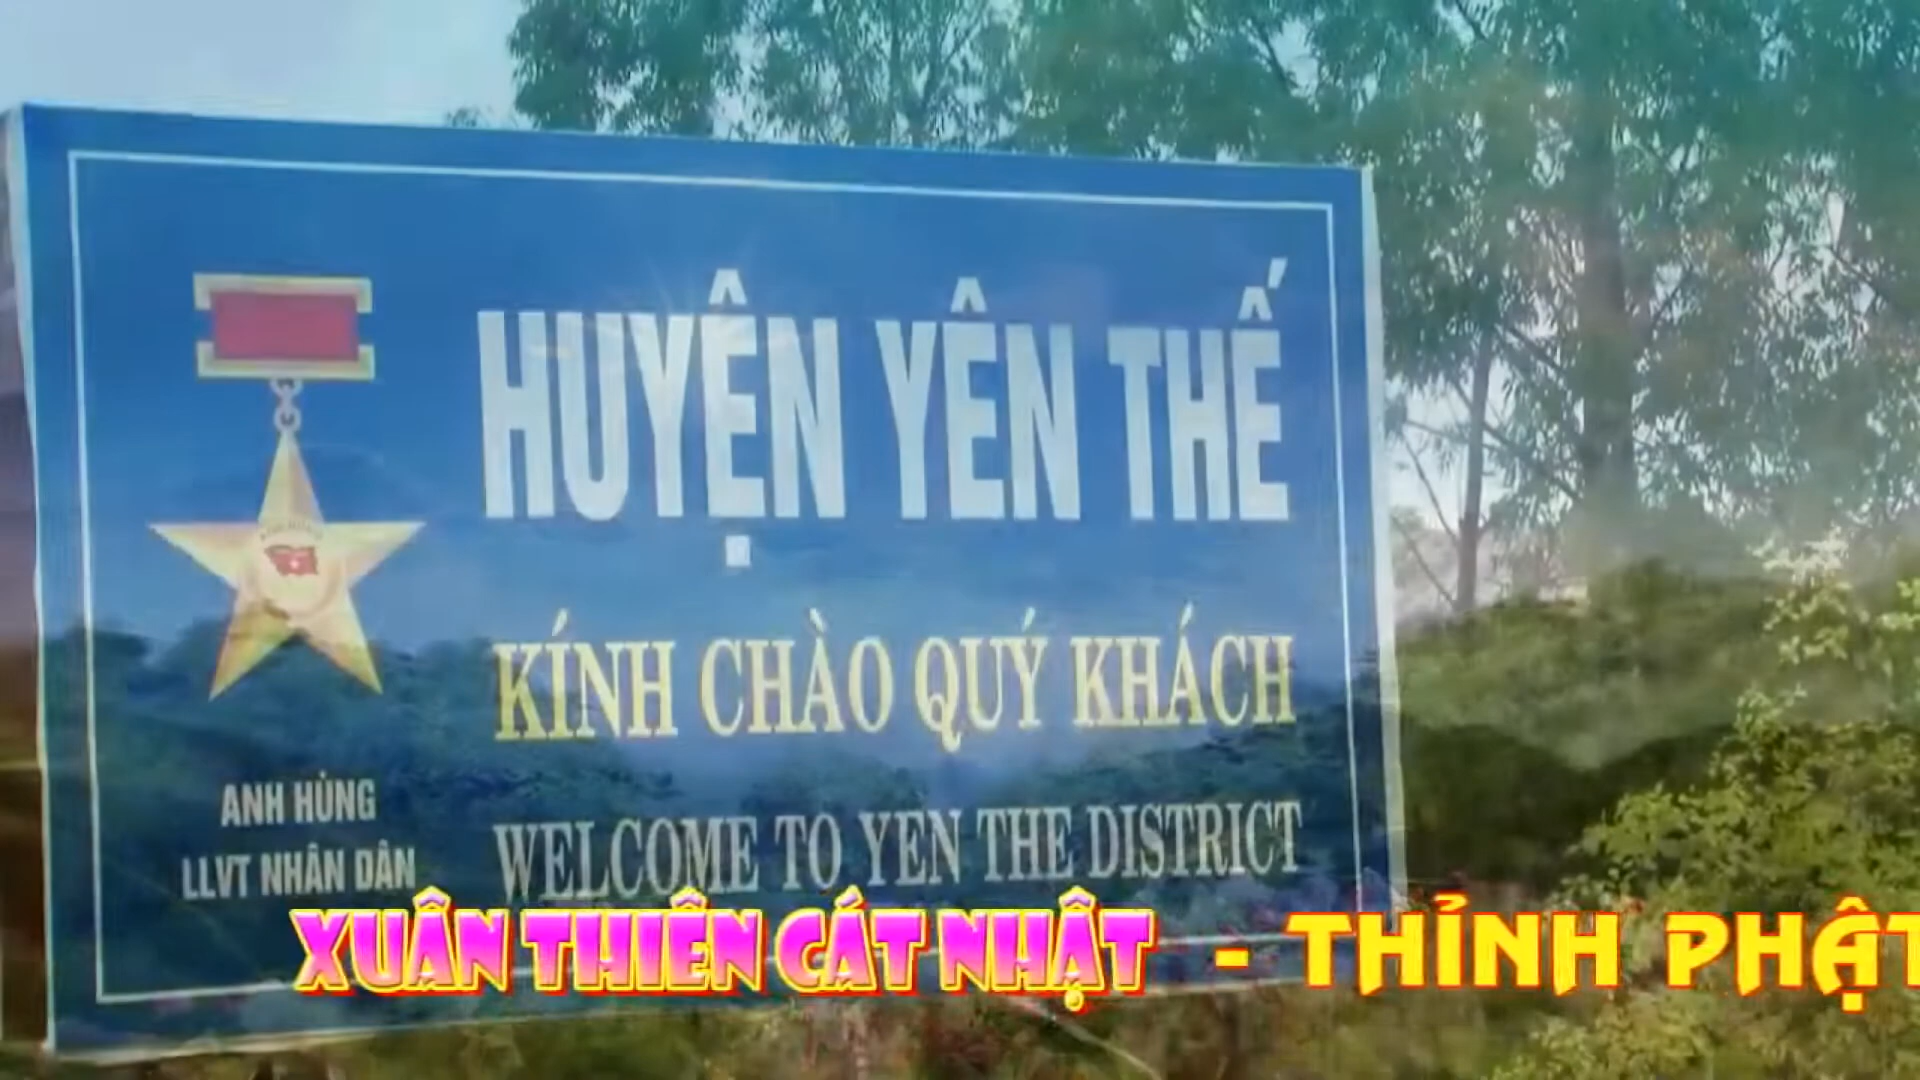 HUYỆN YÊN THẾ
KÍNH CHÀO QUÝ KHÁCH
ANH HÙNG
LLVT NHÂN DÂN
WELCOME TO YEN THE DISTRICT
XUÂN THIÊN CÁT NHẬT - THỈNH PHẬT